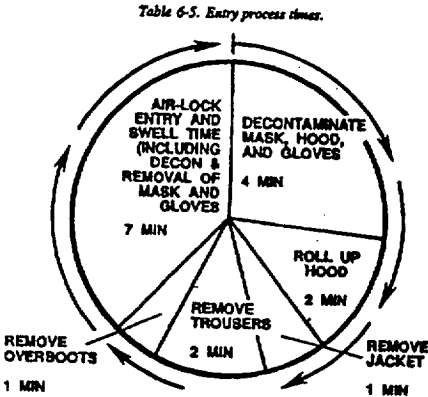 Table 6-5. Entry process times.
AIR-LOCK
ENTRY AND
SWELL TIME
(INCLUDING
DECON &
REMOVAL OF
MASK AND
GLOVES
7 MIN
DECONTAMINATE
MASK, HOOD,
AND GLOVES
4 MIN
ROLL UP
HOOD
2 MIN
REMOVE
TROUSERS
2 MIN
REMOVE
OVERBOOTS
1 MIN
REMOVE
JACKET
1 MIN